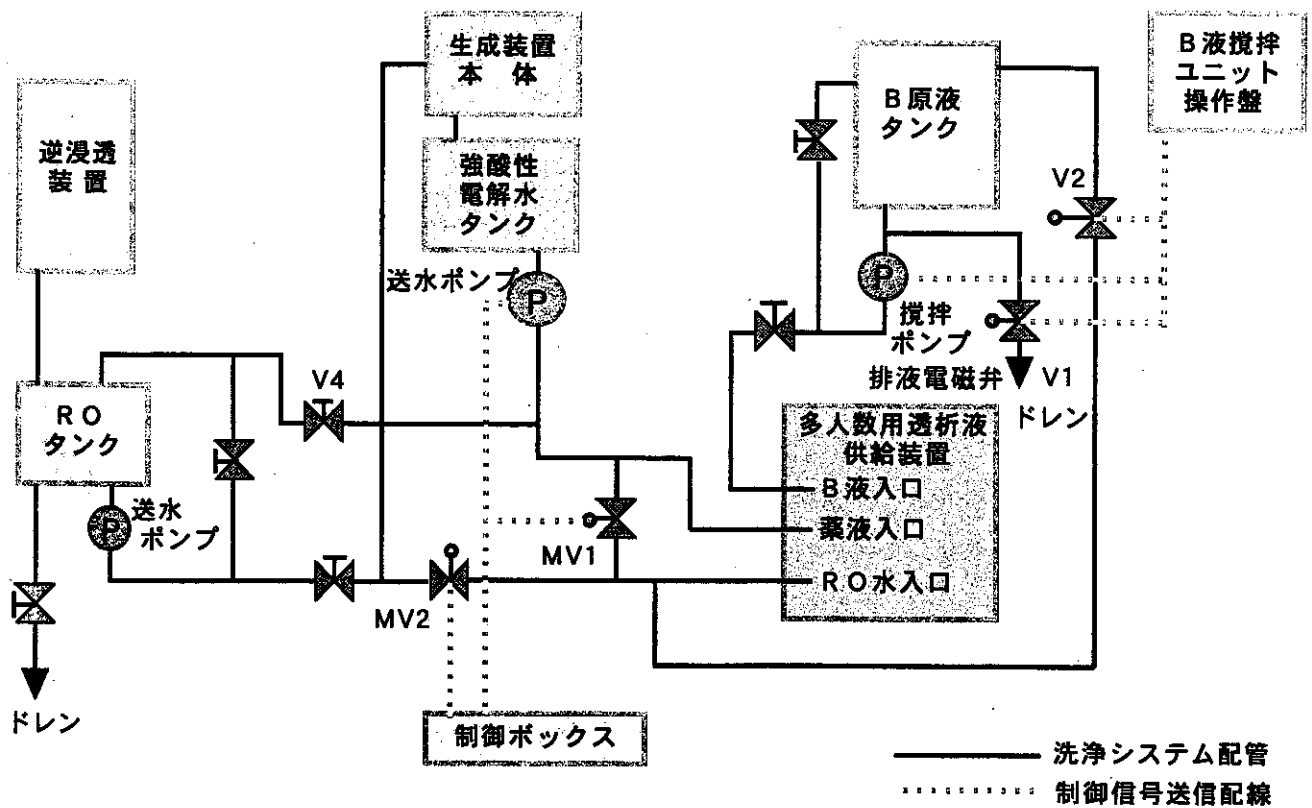 生成装置
本 体
B液撹拌
ユニット
操作盤
B原液
タンク
逆浸透
装置
強酸性
電解水
タンク
V2
送水ポンプ
P
P
撹拌
ポンプ
排液電磁弁
V1
ドレン
V4
RO
タンク
多人数用透析液
供給装置
B液入口
薬液入口
RO水入口
P
送水
ポンプ
MV1
MV2
ドレン
制御ボックス
洗浄システム配管
制御信号送信配線